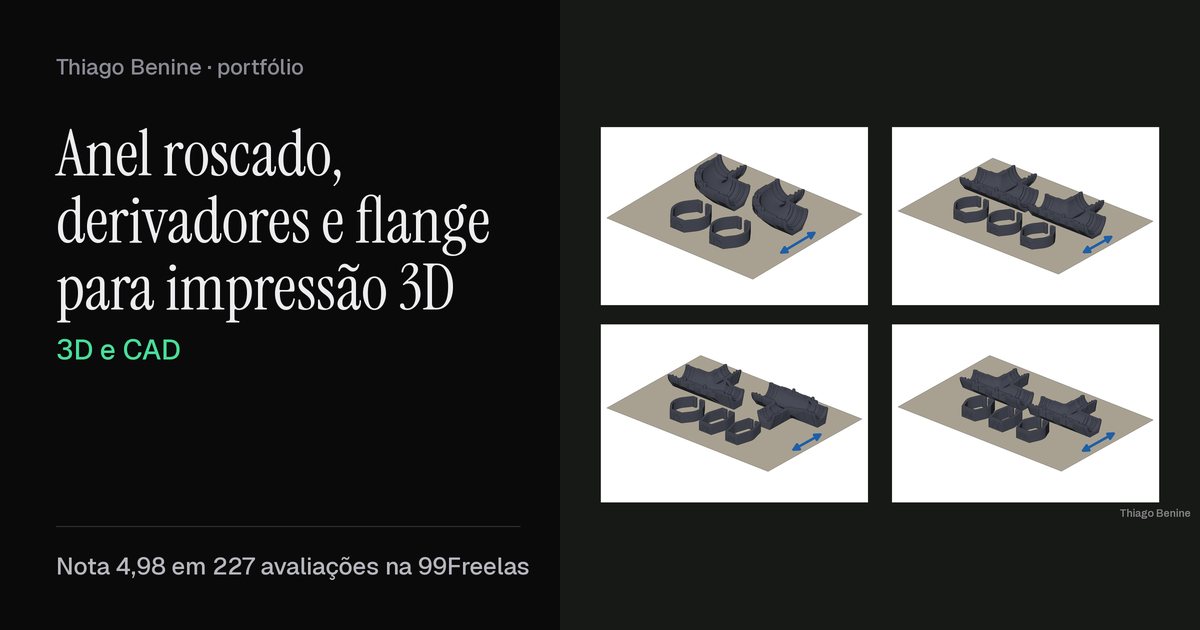 Thiago Benine · portfólio
Anel roscado,
derivadores e flange
para impressão 3D
3D e CAD
Nota 4,98 em 227 avaliações na 99Freelas
Thiago Benine